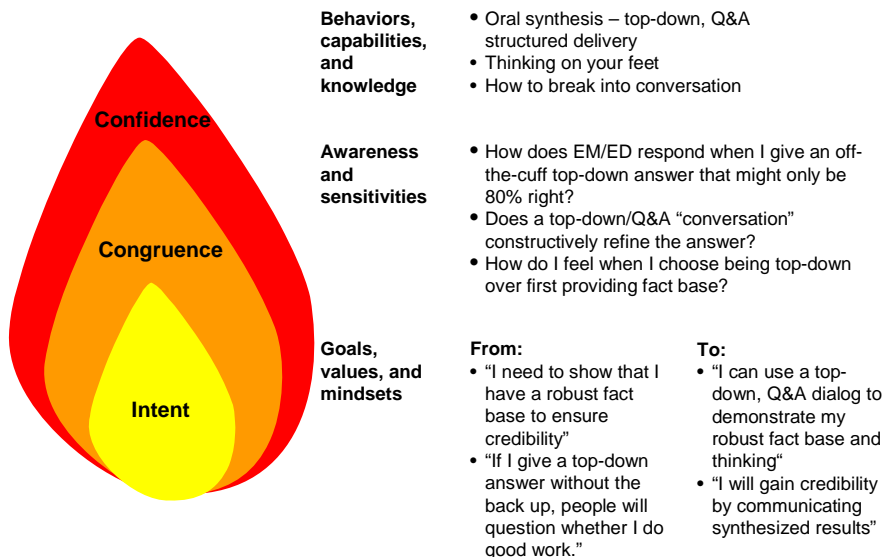 Behaviors,
capabilities,
and
knowledge
• Oral synthesis – top-down, Q&A
structured delivery
• Thinking on your feet
• How to break into conversation
Confidence
Awareness
and
sensitivities
• How does EM/ED respond when I give an off-
the-cuff top-down answer that might only be
80% right?
• Does a top-down/Q&A “conversation”
constructively refine the answer?
• How do I feel when I choose being top-down
over first providing fact base?
Congruence
Goals,
values, and
mindsets
From:
• “I need to show that I
have a robust fact
base to ensure
credibility”
• “If I give a top-down
answer without the
back up, people will
question whether I do
good work.”
To:
• “I can use a top-
down, Q&A dialog to
demonstrate my
robust fact base and
thinking“
• “I will gain credibility
by communicating
synthesized results”
Intent